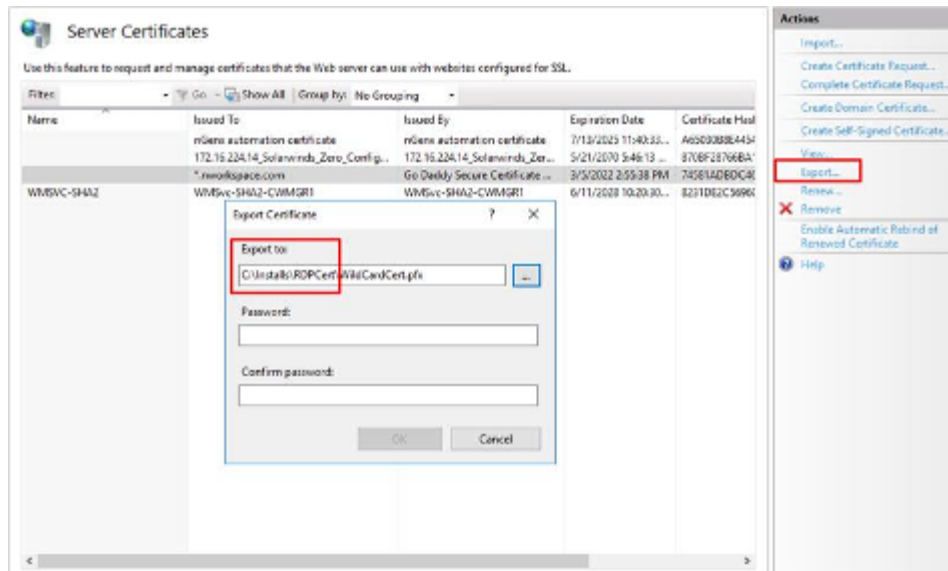 Server Certificates
Use this feature to request and manage certificates that the Web server can use with websites configured for SSL.
Filter: Go Show All Group by: No Grouping
Name Issued To Issued By Expiration Date Certificate Hash
nGenx automation certificate nGenx automation certificate 7/13/2025 11:40:33...
172.16.224.14_Solarwinds_Zero_Config... 172.16.224.14_Solarwinds_Zer... 5/21/2070 5:46:13 ...
*.nworkspace.com Go Daddy Secure Certificate ... 3/5/2022 2:55:38 PM
WMSVC-SHA2 WMSvc-SHA2-CWMGR1 WMSvc-SHA2-CWMGR1 6/11/2028 10:20:30...
Export Certificate ? ×
Export to:
C:\Installs\RDPCert\WildCardCert.pfx ...
Password:
Confirm password:
OK Cancel
Actions
Import...
Create Certificate Request...
Complete Certificate Request...
Create Domain Certificate...
Create Self-Signed Certificate...
View...
Export...
Renew...
Remove
Enable Automatic Rebind of
Renewed Certificate
Help